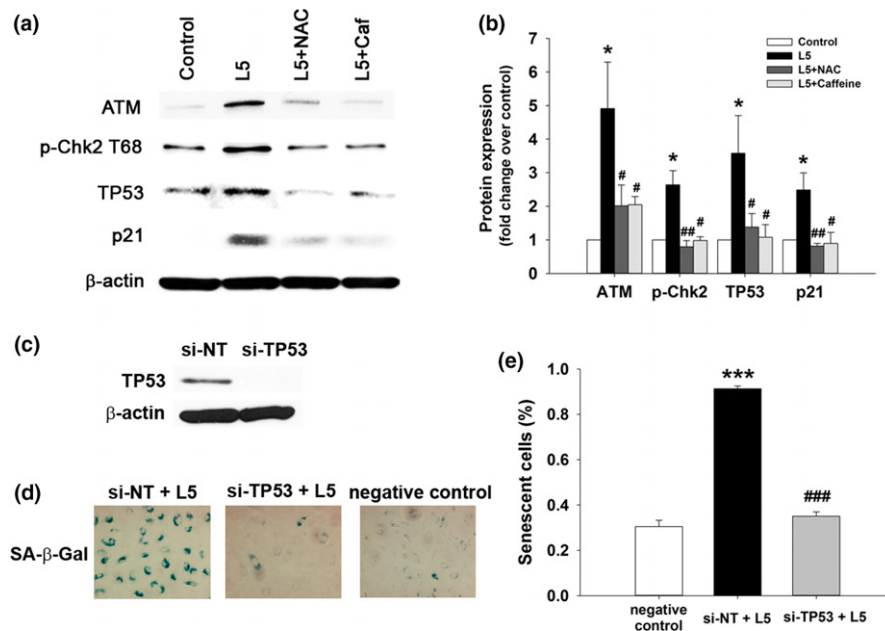 (a)
Control
L5
L5+NAC
L5+Caf
ATM
p-Chk2 T68
TP53
p21
β-actin
(b)
Protein expression
(fold change over control)
7
6
5
4
3
2
1
0
Control
L5
L5+NAC
L5+Caffeine
* # #
* ## #
* # #
* ## #
ATM p-Chk2 TP53 p21
(c)
si-NT si-TP53
TP53
β-actin
(d)
si-NT + L5 si-TP53 + L5 negative control
SA-β-Gal
(e)
Senescent cells (%)
1.0
0.8
0.6
0.4
0.2
0.0
***
###
negative
control
si-NT + L5
si-TP53 + L5